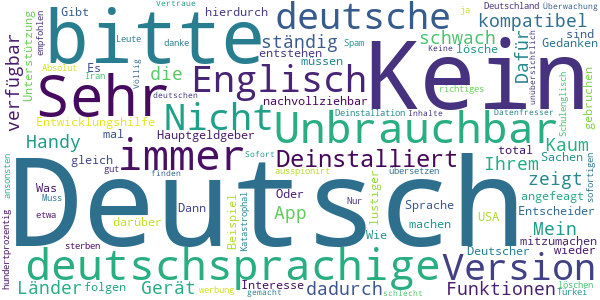 Vertraue
Deutschland
Überwachung
Gibt
hierdurch
deutsche
ja
kompatibel
bitte
Kein
empfohlen
Leute
danke
ständig
schwach
sind
Es
Spam
Dafür
Gedanken
verfügbar
Unterstützung
die
entstehen
lösche
unübersichtlich
Absolut
Iran
Völlig
müssen
Keine
richtiges
Sehr
Englisch
nachvollziehbar
gebrochen
deutschen
Deinstallation
Inhalte
Datenfresser
Schulenglisch
Entwicklungshilfe
Nicht
Unbrauchbar
Handy
mal
Hauptgeldgeber
immer
Deinstalliert
total
Kaum
gleich
gut
Sofort
Ihrem
Sachen
ansonsten
Was
finden
ausspioniert
übersetzen
zeigt
sofortigen
Deutsch
Muss
Beispiel
Katastrophal
Nur
lustiger
Sprache
angefeagt
etwa
darüber
Dann
Oder
App
USA
Entscheider
hundertprozentig
Wie
machen
Mein
mitzumachen
sterben
Deutscher
wieder
deutschsprachige
Version
Länder
folgen
Gerät
Interesse
dadurch
Funktionen
löschen
werbung
gemacht
schlecht
Türkei